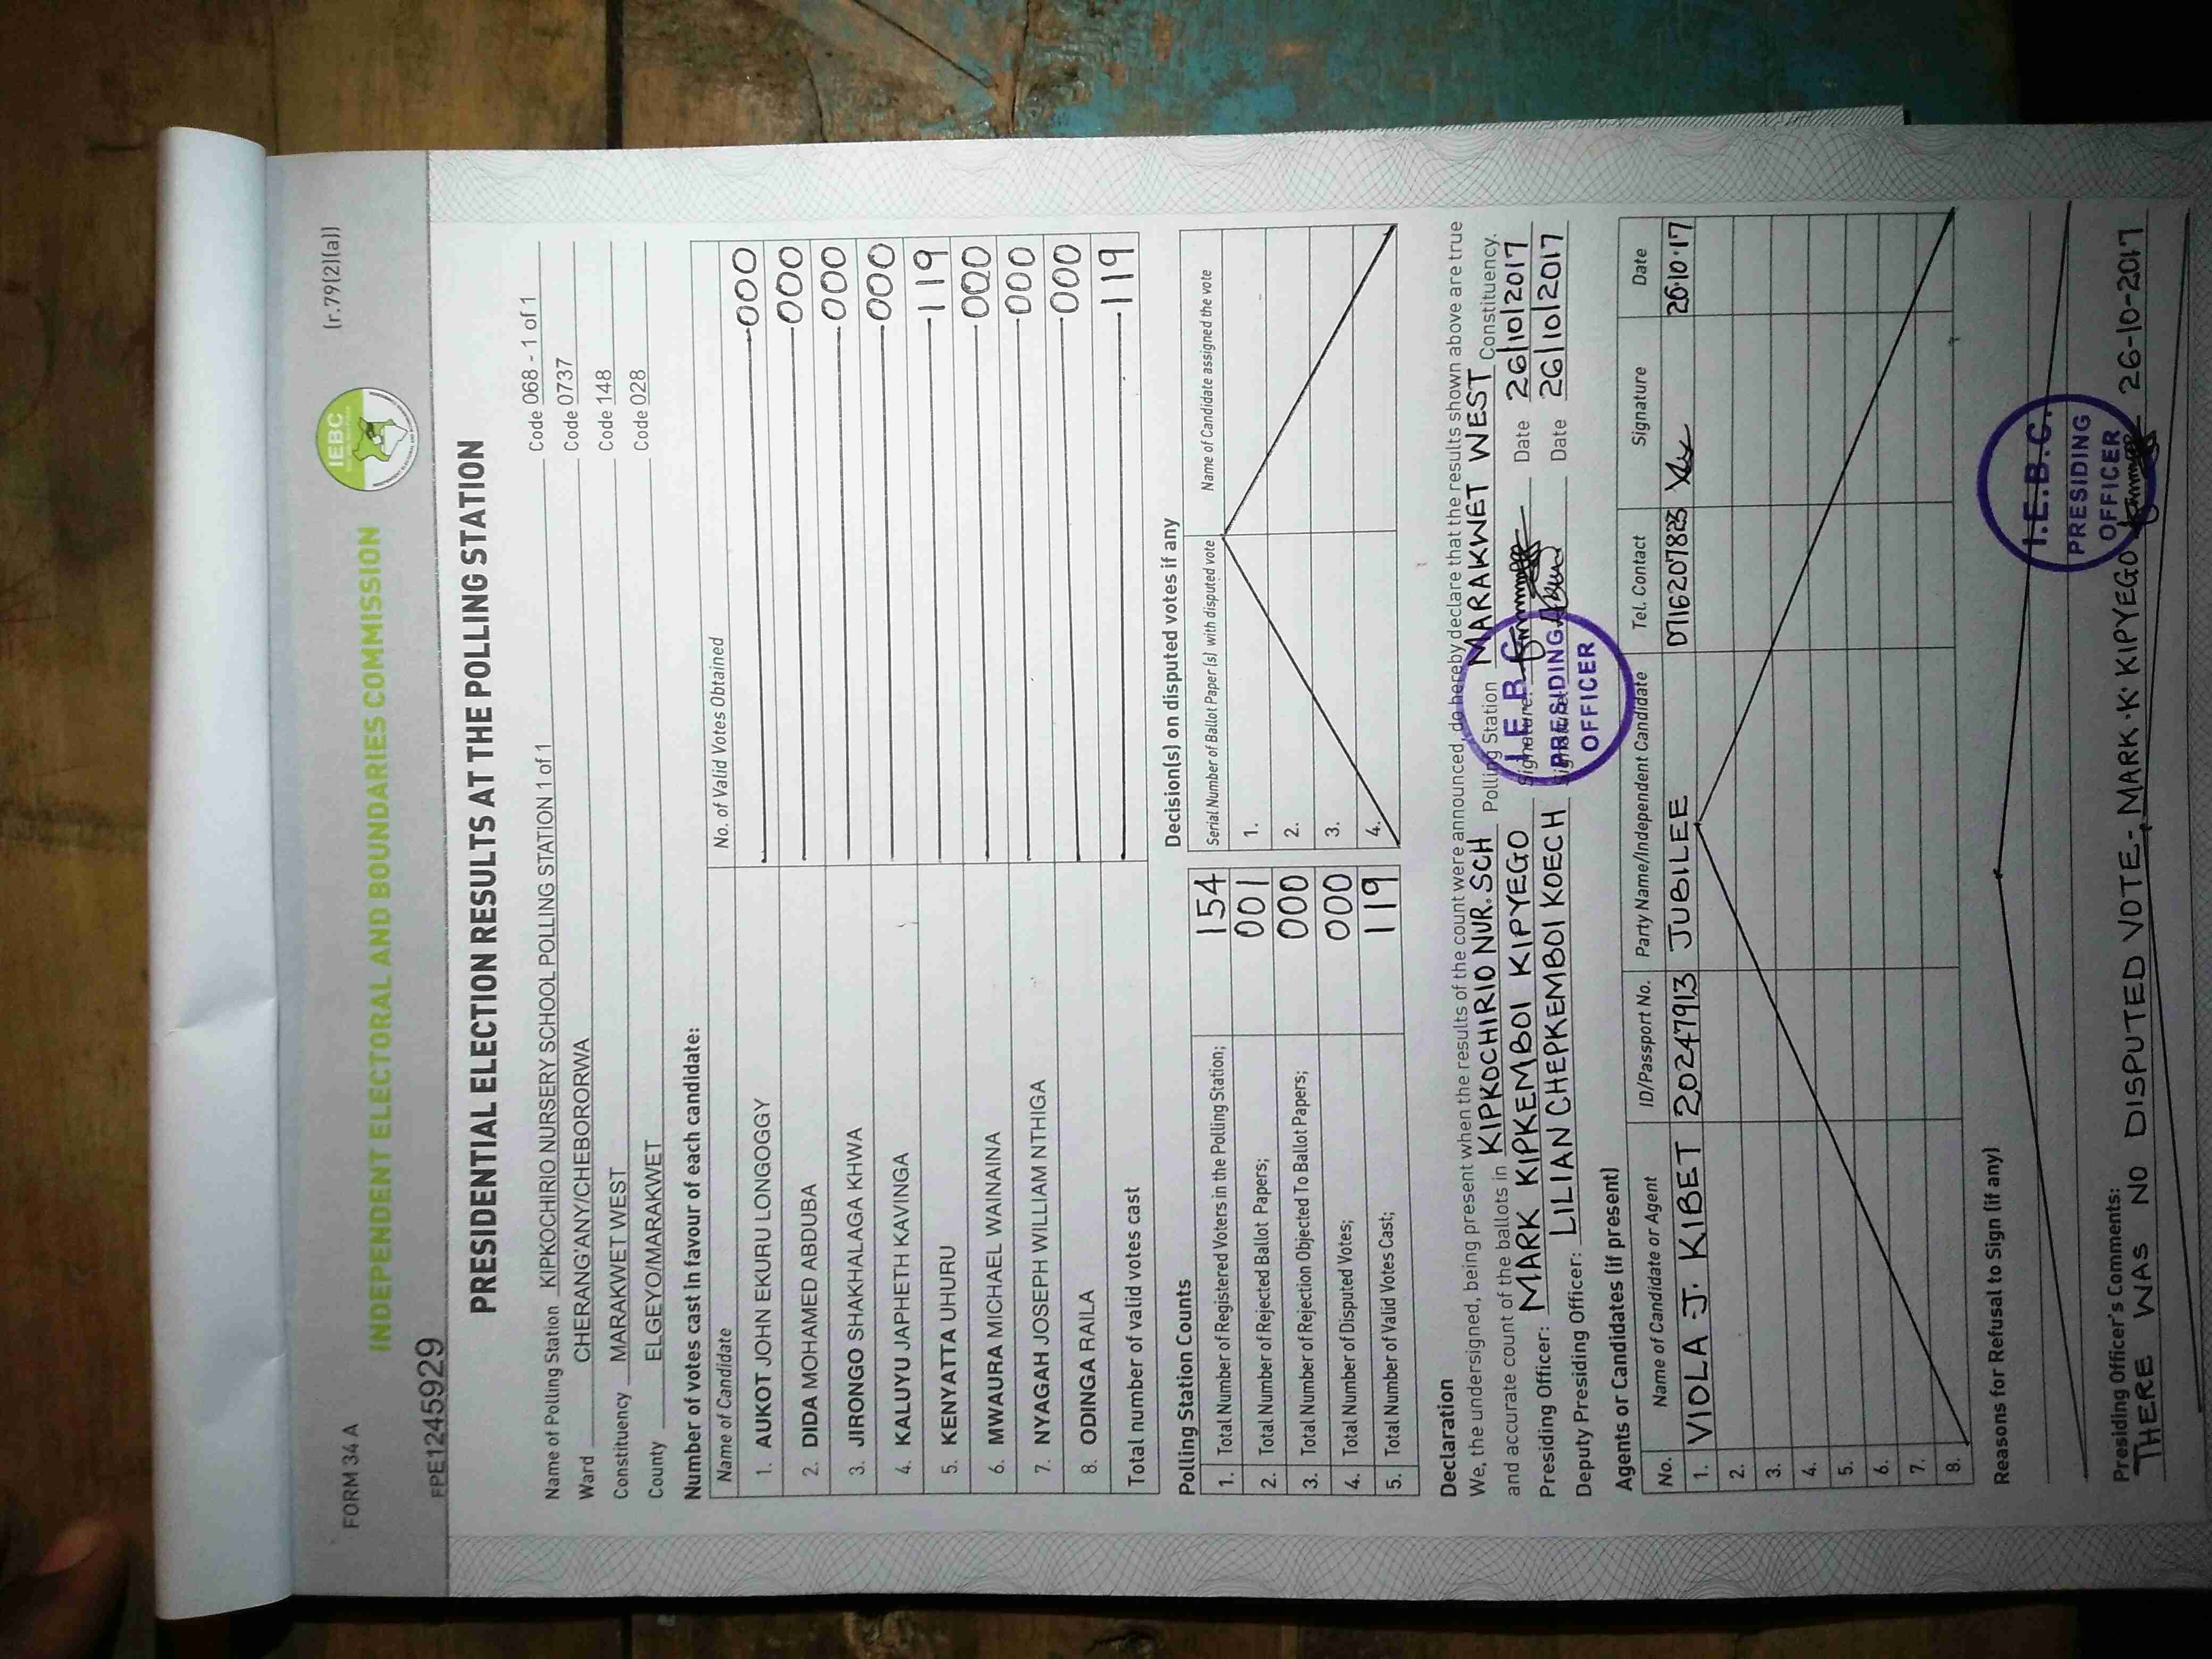 FORM 34 A
(r.79(2)(a))
IEBC
INDEPENDENT ELECTORAL AND BOUNDARIES COMMISSION
FPE1245929
PRESIDENTIAL ELECTION RESULTS AT THE POLLING STATION
Name of Polling Station KIPKOCHIRIO NURSERY SCHOOL POLLING STATION 1 of 1 Code 068 - 1 of 1
Ward CHERANG'ANY/CHEBORORWA Code 0737
Constituency MARAKWET WEST Code 148
County ELGEYO/MARAKWET Code 028
Number of votes cast in favour of each candidate:
Name of Candidate No. of Valid Votes Obtained
1. AUKOT JOHN EKURU LONGOGGY 000
2. DIDA MOHAMED ABDUBA 000
3. JIRONGO SHAKHALAGA KHWA 000
4. KALUYU JAPHETH KAVINGA 000
5. KENYATTA UHURU 119
6. MWAURA MICHAEL WAINAINA 000
7. NYAGAH JOSEPH WILLIAM NTHIGA 000
8. ODINGA RAILA 000
Total number of valid votes cast 119
Polling Station Counts
1. Total Number of Registered Voters in the Polling Station; 154
2. Total Number of Rejected Ballot Papers; 001
3. Total Number of Rejection Objected To Ballot Papers; 000
4. Total Number of Disputed Votes; 000
5. Total Number of Valid Votes Cast; 119
Decision(s) on disputed votes if any
Serial Number of Ballot Paper (s) with disputed vote Name of Candidate assigned the vote
1.
2.
3.
4.
Declaration
We, the undersigned, being present when the results of the count were announced, do hereby declare that the results shown above are true
and accurate count of the ballots in KIPKOCHIRIO NUR. SCH Polling Station MARAKWET WEST Constituency.
Presiding Officer: MARK KIPKEMBOI KIPYEGO Signature: Date 26/10/2017
Deputy Presiding Officer: LILIAN CHEPKEMBOI KOECH Signature: Date 26/10/2017
I.E.B.C.
PRESIDING
OFFICER
Agents or Candidates (if present)
No. Name of Candidate or Agent ID/Passport No. Party Name/Independent Candidate Tel. Contact Signature Date
1. VIOLA J. KIBET 20247913 JUBILEE 07116207823 26.10.17
2.
3.
4.
5.
6.
7.
8.
Reasons for Refusal to Sign (if any)
I.E.B.C.
PRESIDING
OFFICER
Presiding Officer's Comments:
THERE WAS NO DISPUTED VOTE - MARK.K. KIPYEGO 26-10-2017